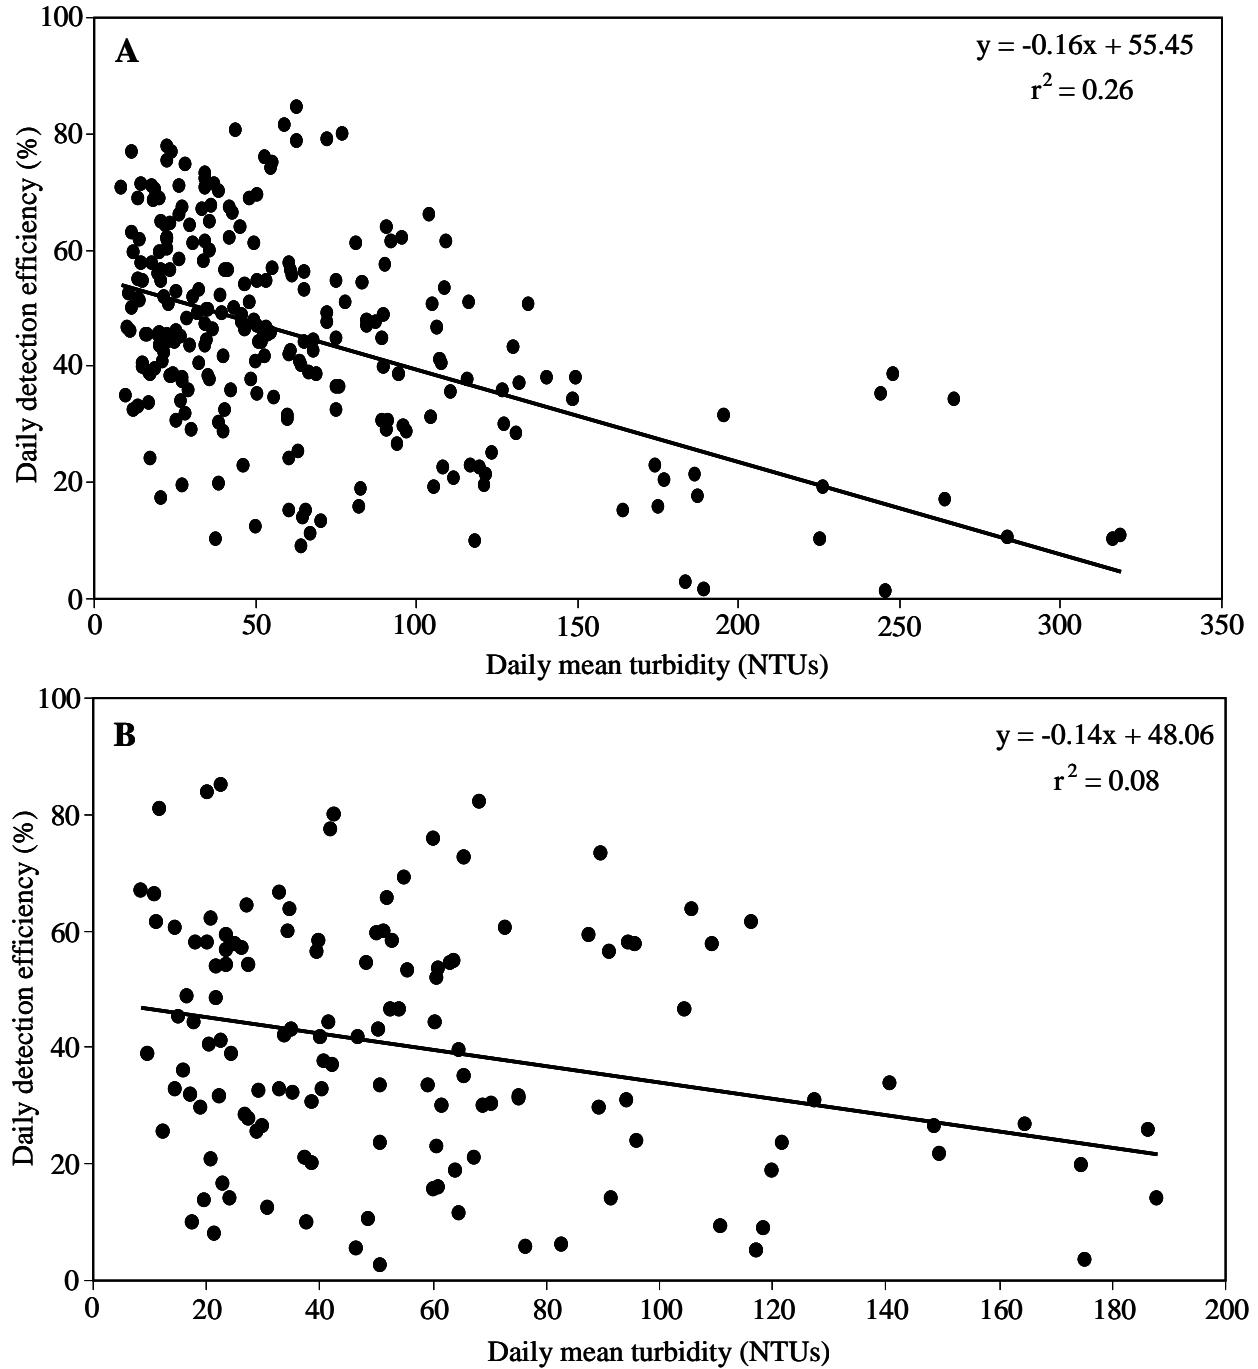 A
y = -0.16x + 55.45
r² = 0.26
Daily detection efficiency (%)
100
80
60
40
20
0
0 50 100 150 200 250 300 350
Daily mean turbidity (NTUs)
B
y = -0.14x + 48.06
r² = 0.08
Daily detection efficiency (%)
100
80
60
40
20
0
0 20 40 60 80 100 120 140 160 180 200
Daily mean turbidity (NTUs)